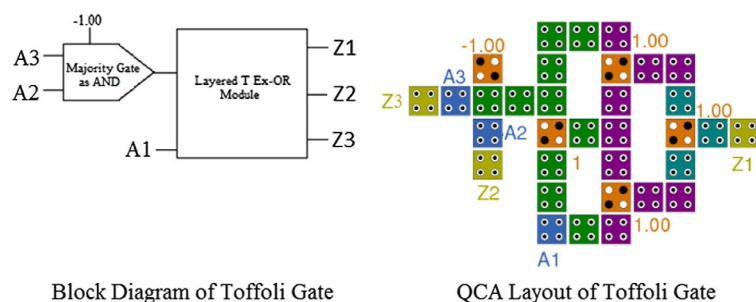 -1.00
A3
A2
Majority Gate
as AND
A1
Layered T Ex-OR
Module
Z1
Z2
Z3
Block Diagram of Toffoli Gate
-1.00
1.00
A3
Z3
A2
1.00
1
Z2
Z1
1.00
A1
QCA Layout of Toffoli Gate